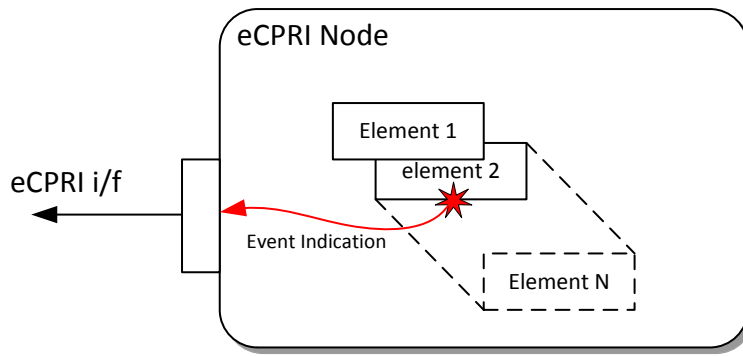 eCPRI Node
Element 1
element 2
eCPRI i/f
Event Indication
Element N